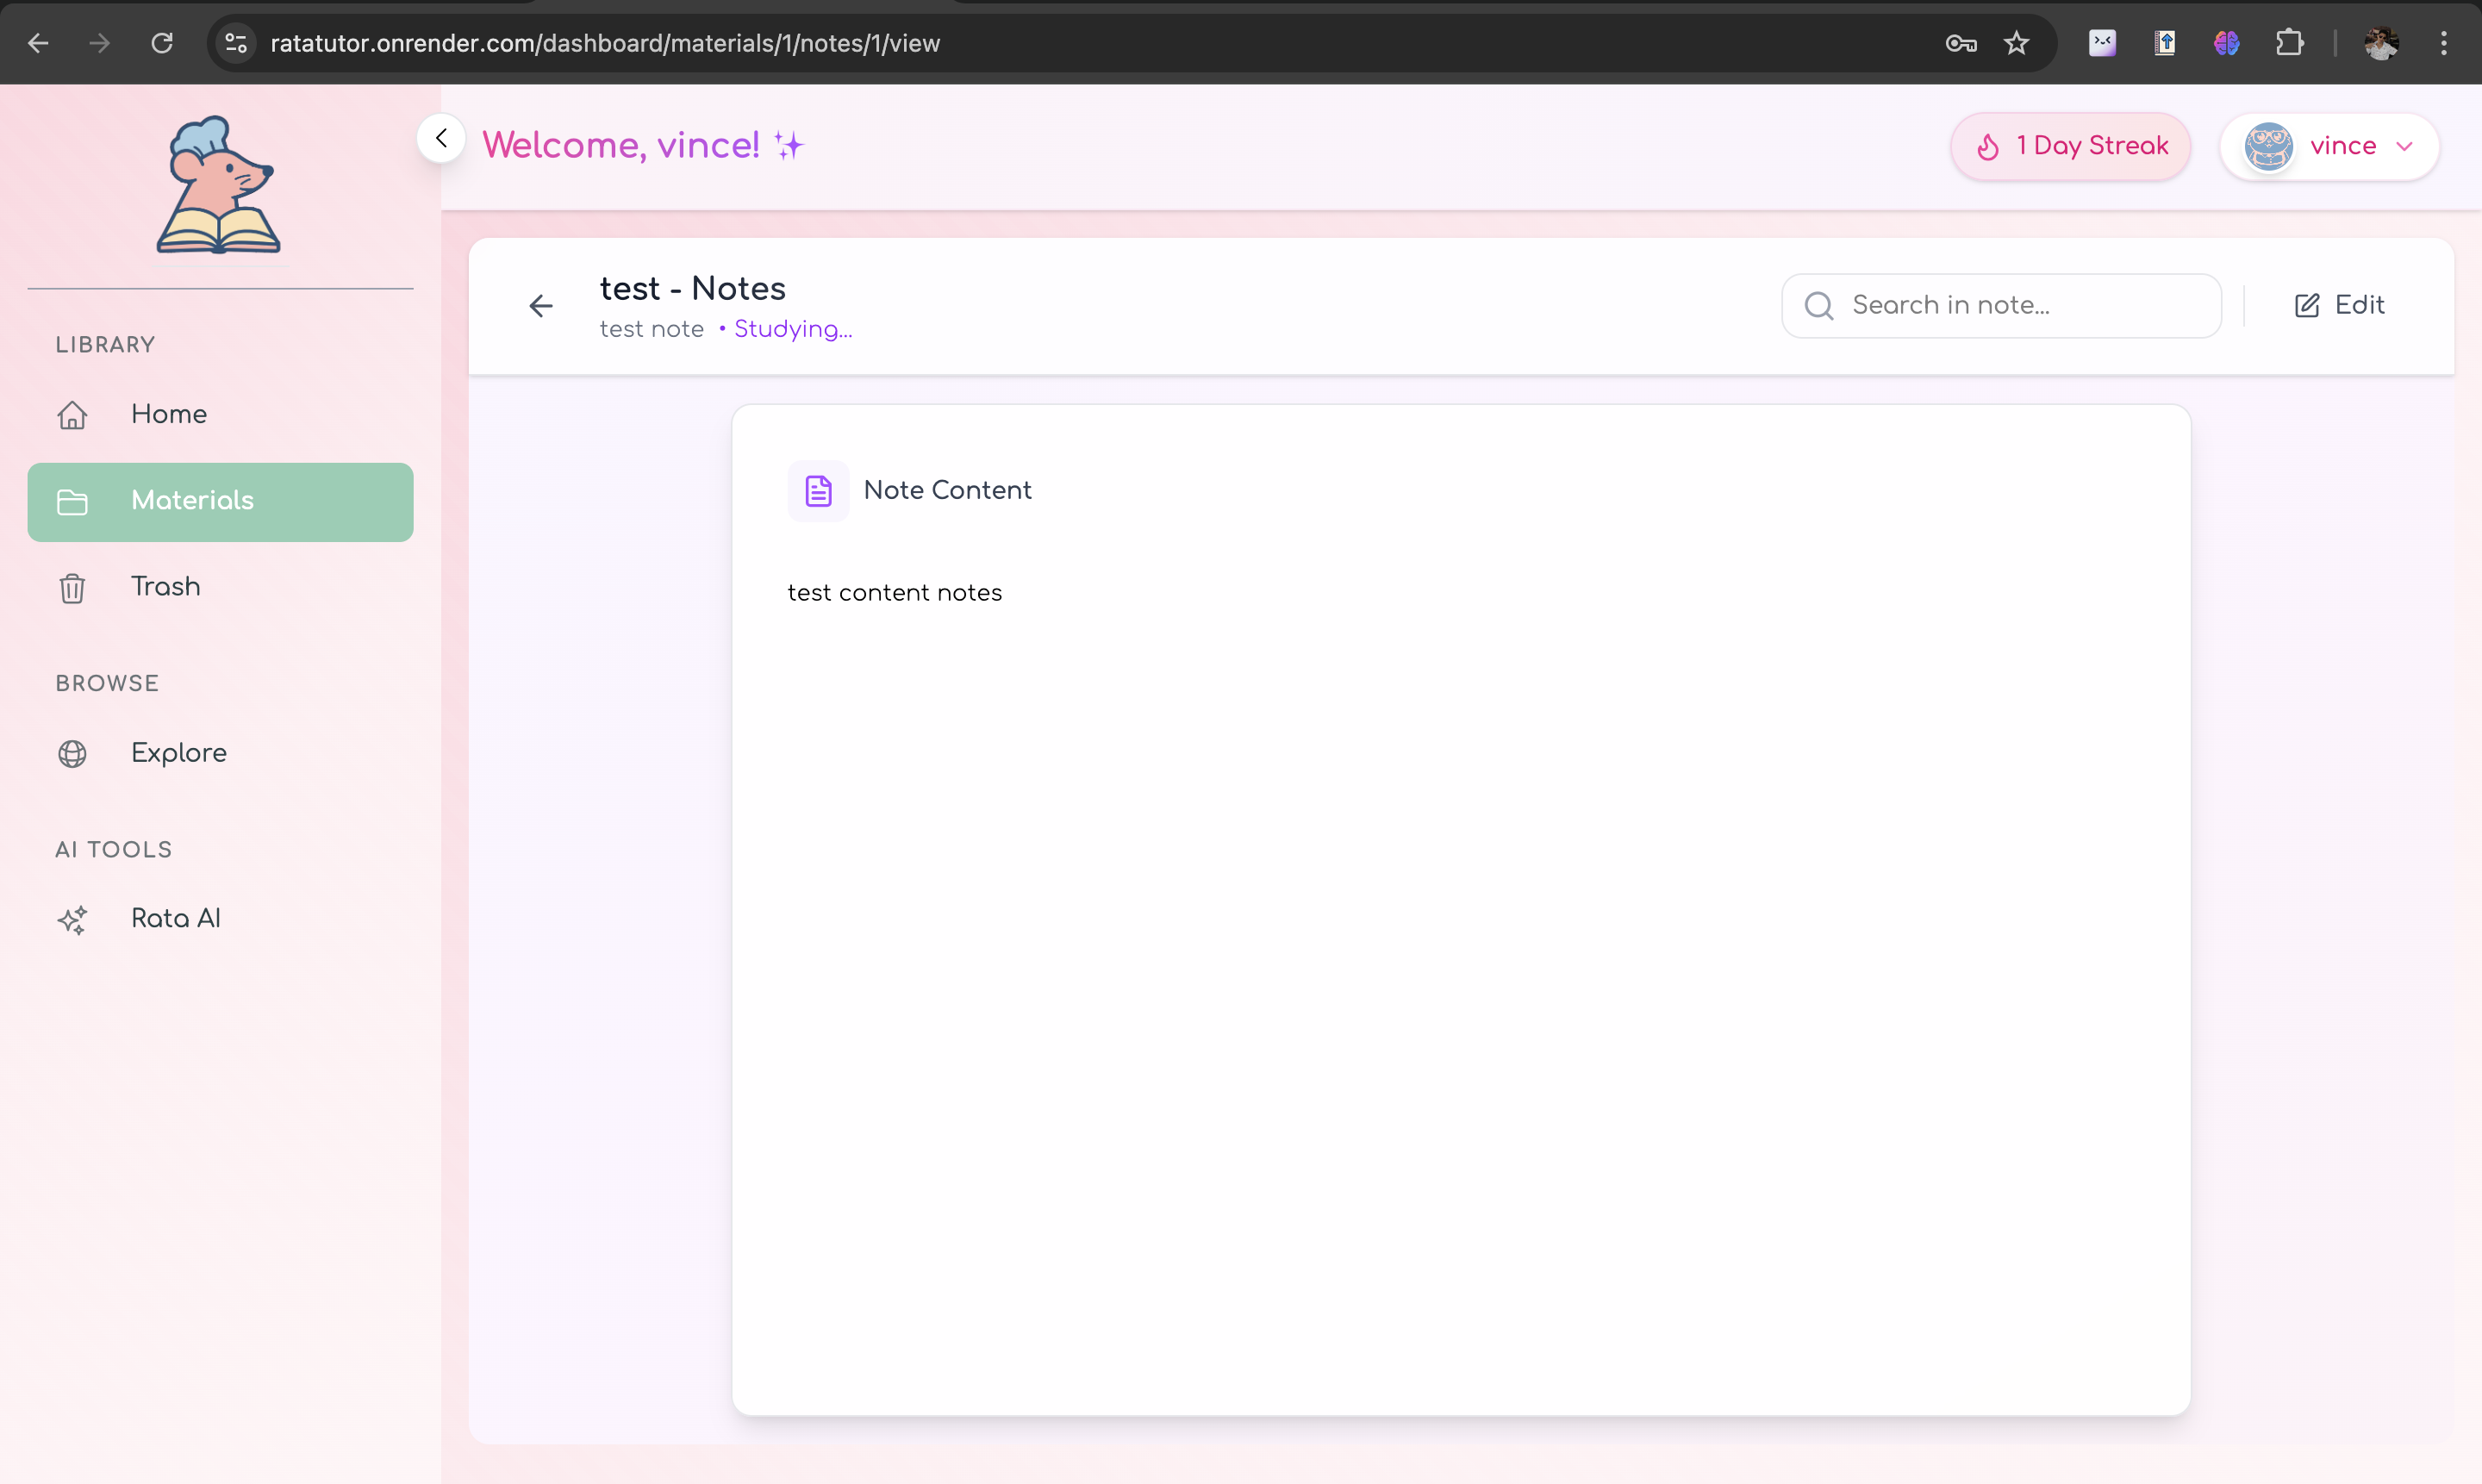 ratatutor.onrender.com/dashboard/materials/1/notes/1/view
Welcome, vince!
1 Day Streak
vince
test - Notes
test note • Studying...
Search in note...
Edit
LIBRARY
Home
Materials
Trash
BROWSE
Explore
AI TOOLS
Rata AI
Note Content
test content notes